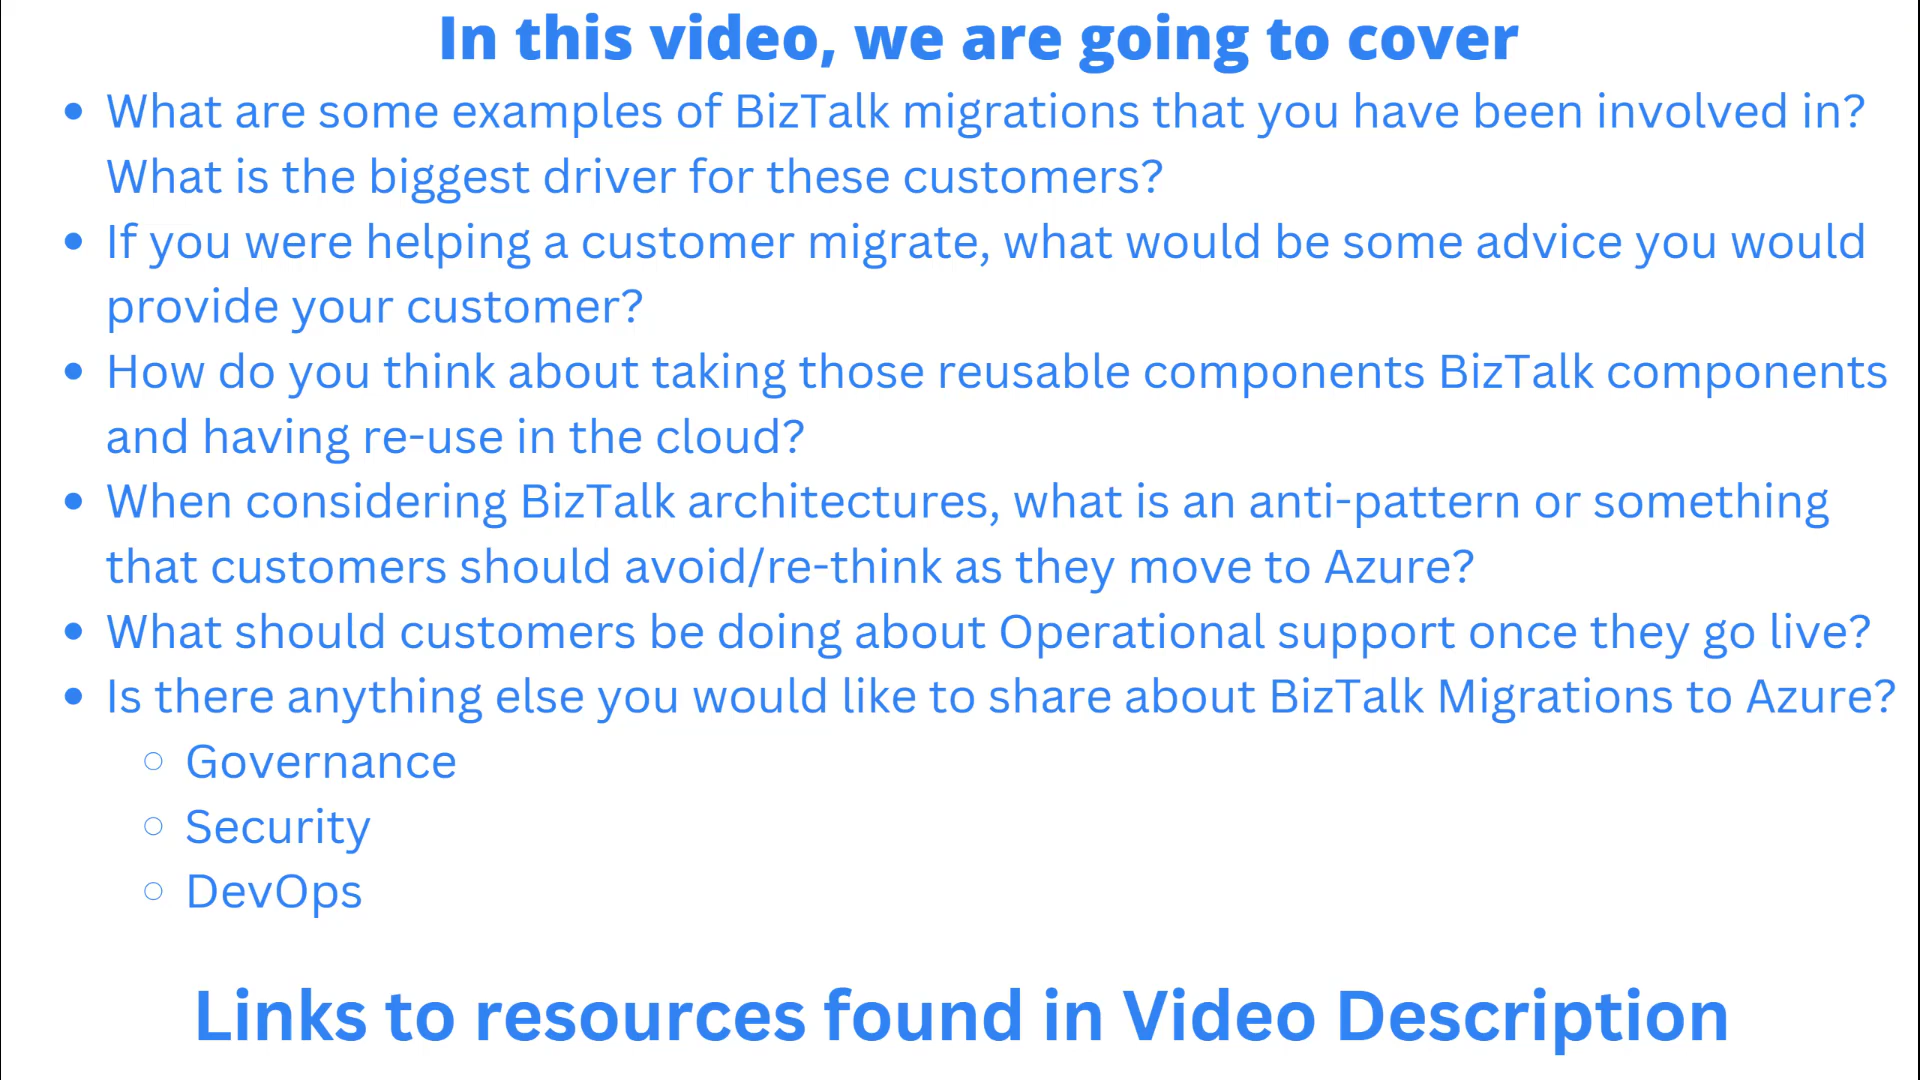 In this video, we are going to cover
• What are some examples of BizTalk migrations that you have been involved in?
What is the biggest driver for these customers?
• If you were helping a customer migrate, what would be some advice you would
provide your customer?
• How do you think about taking those reusable components BizTalk components
and having re-use in the cloud?
• When considering BizTalk architectures, what is an anti-pattern or something
that customers should avoid/re-think as they move to Azure?
• What should customers be doing about Operational support once they go live?
• Is there anything else you would like to share about BizTalk Migrations to Azure?
○ Governance
○ Security
○ DevOps
Links to resources found in Video Description